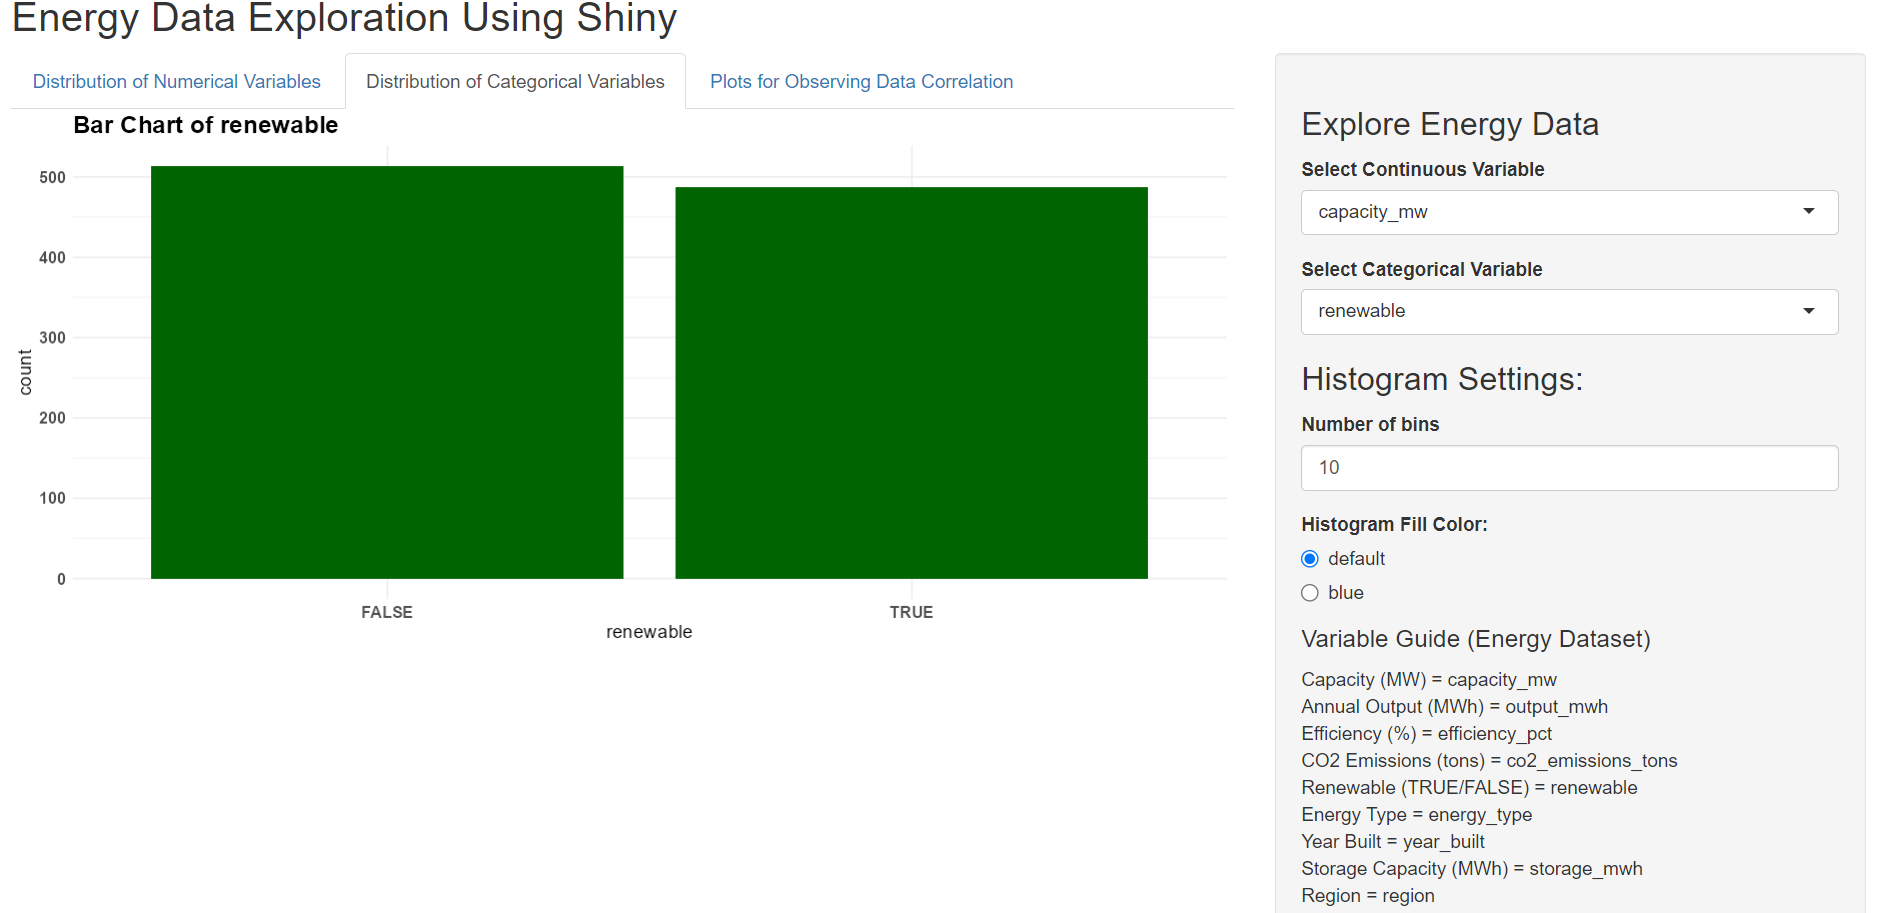 Energy Data Exploration Using Shiny
Distribution of Numerical Variables
Distribution of Categorical Variables
Plots for Observing Data Correlation
Bar Chart of renewable
500
400
300
200
100
0
count
FALSE
TRUE
renewable
Explore Energy Data
Select Continuous Variable
capacity_mw
Select Categorical Variable
renewable
Histogram Settings:
Number of bins
10
Histogram Fill Color:
default
blue
Variable Guide (Energy Dataset)
Capacity (MW) = capacity_mw
Annual Output (MWh) = output_mwh
Efficiency (%) = efficiency_pct
CO2 Emissions (tons) = co2_emissions_tons
Renewable (TRUE/FALSE) = renewable
Energy Type = energy_type
Year Built = year_built
Storage Capacity (MWh) = storage_mwh
Region = region